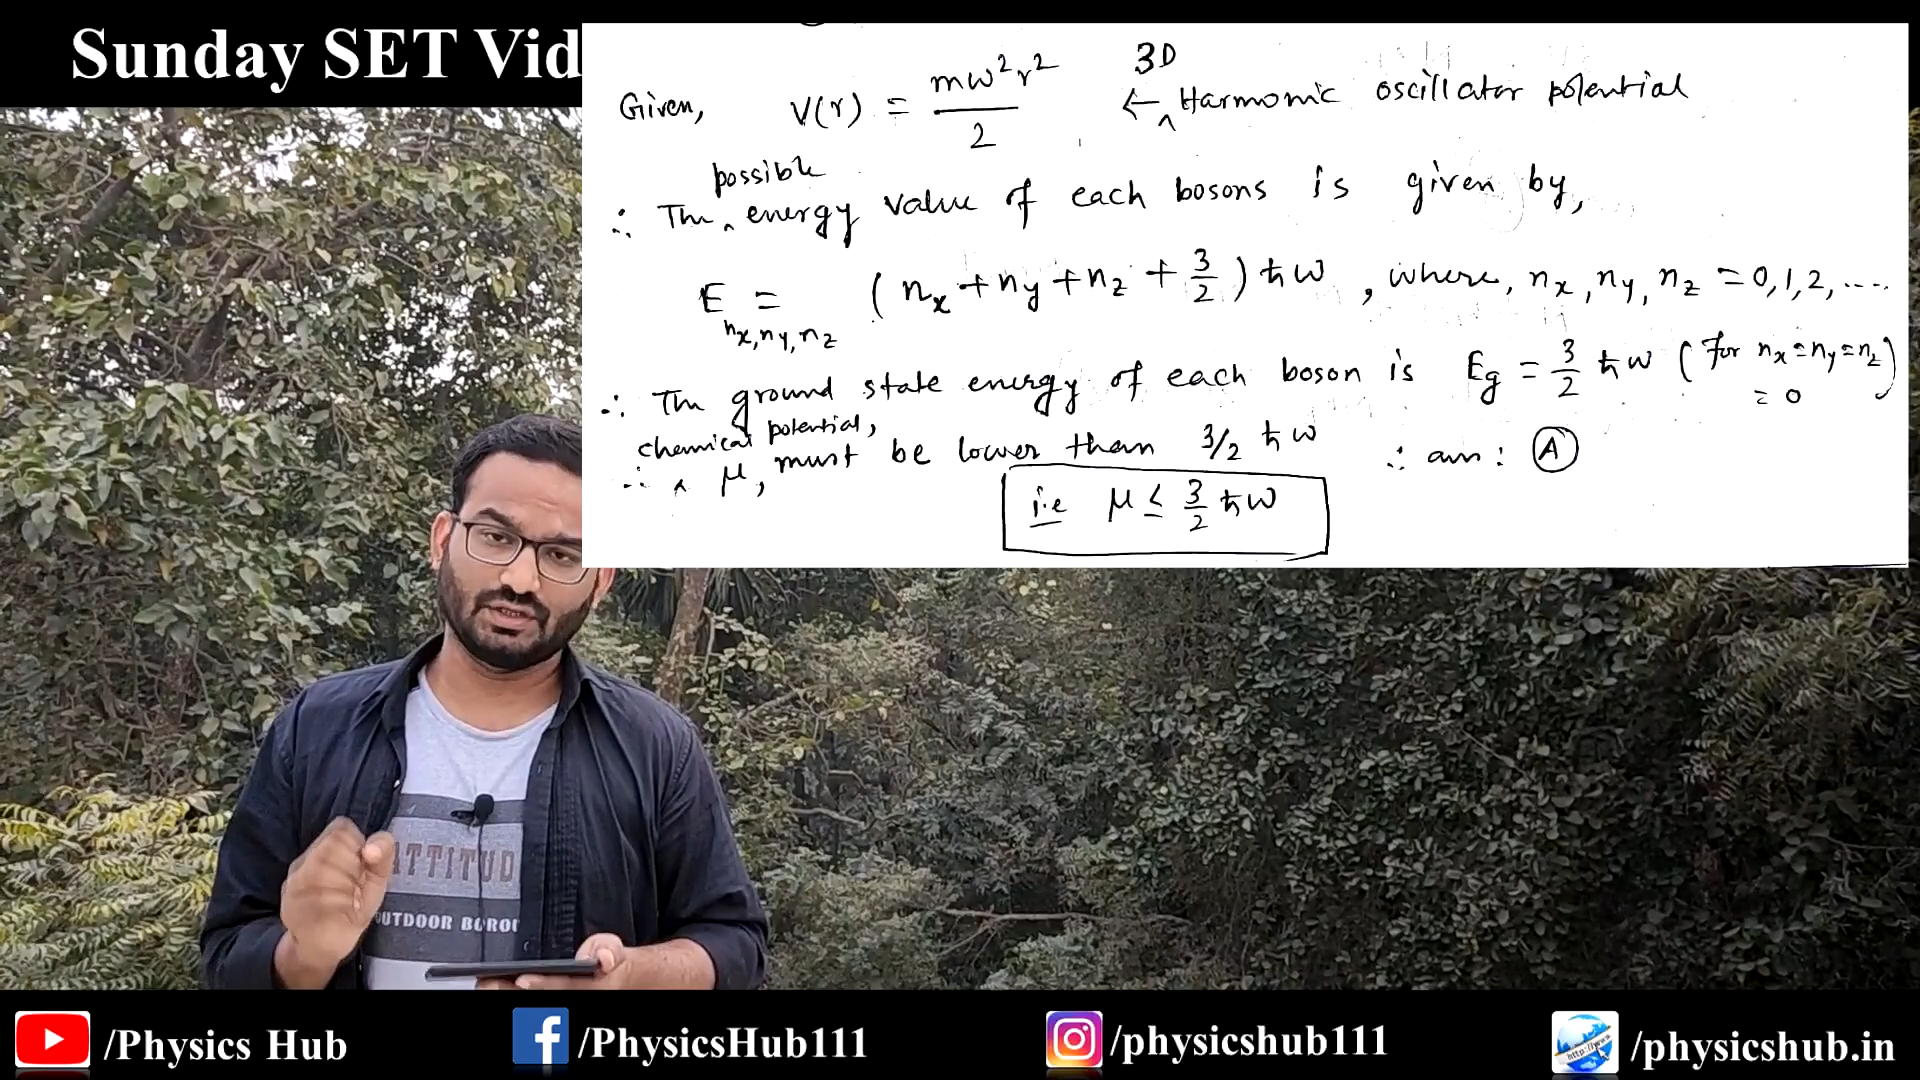 Sunday SET Vid
Given, V(r) = mω²r²/2 ← 3D Harmonic oscillator potential
∴ The possible energy value of each bosons is given by,
E nx,ny,nz = (nx + ny + nz + 3/2) ħω, where, nx, ny, nz = 0,1,2,....
∴ The ground state energy of each boson is Eg = 3/2 ħω (For nx = ny = nz = 0)
∴ chemical potential, μ, must be lower than 3/2 ħω ∴ ans: (A)
i.e μ ≤ 3/2 ħω
ATTITUD
OUTDOOR BOROU
/Physics Hub
/PhysicsHub111
/physicshub111
http://www
/physicshub.in